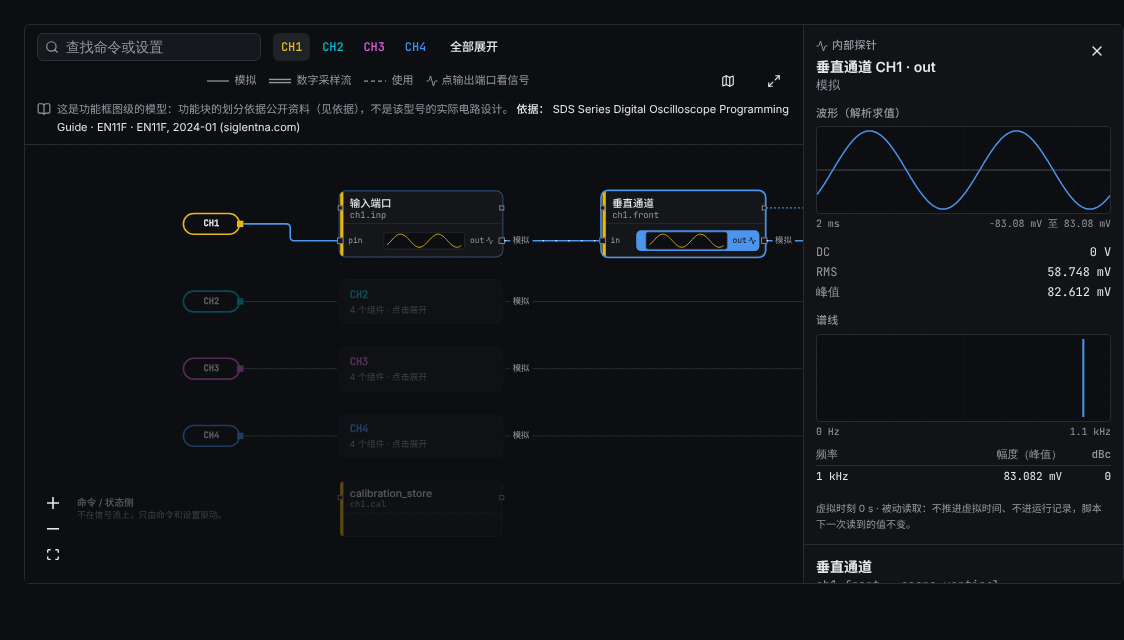 查找命令或设置
CH1
CH2
CH3
CH4
全部展开
模拟
数字采样流
使用
点输出端口看信号
这是功能框图级的模型：功能块的划分依据公开资料（见依据），不是该型号的实际电路设计。 依据： SDS Series Digital Oscilloscope Programming
Guide · EN11F · EN11F, 2024-01 (siglentna.com)
CH1
输入端口
ch1.inp
pin
out
模拟
垂直通道
ch1.front
in
out
模拟
CH2
CH2
4 个组件 · 点击展开
模拟
CH3
CH3
4 个组件 · 点击展开
模拟
CH4
CH4
4 个组件 · 点击展开
模拟
calibration_store
ch1.cal
命令 / 状态侧
不在信号流上，只由命令和设置驱动。
内部探针
垂直通道 CH1 · out
模拟
波形（解析求值）
2 ms
-83.08 mV 至 83.08 mV
DC
0 V
RMS
58.748 mV
峰值
82.612 mV
谱线
0 Hz
1.1 kHz
频率
幅度（峰值）
dBc
1 kHz
83.082 mV
0
虚拟时刻 0 s · 被动读取：不推进虚拟时间、不进运行记录，脚本
下一次读到的值不变。
垂直通道